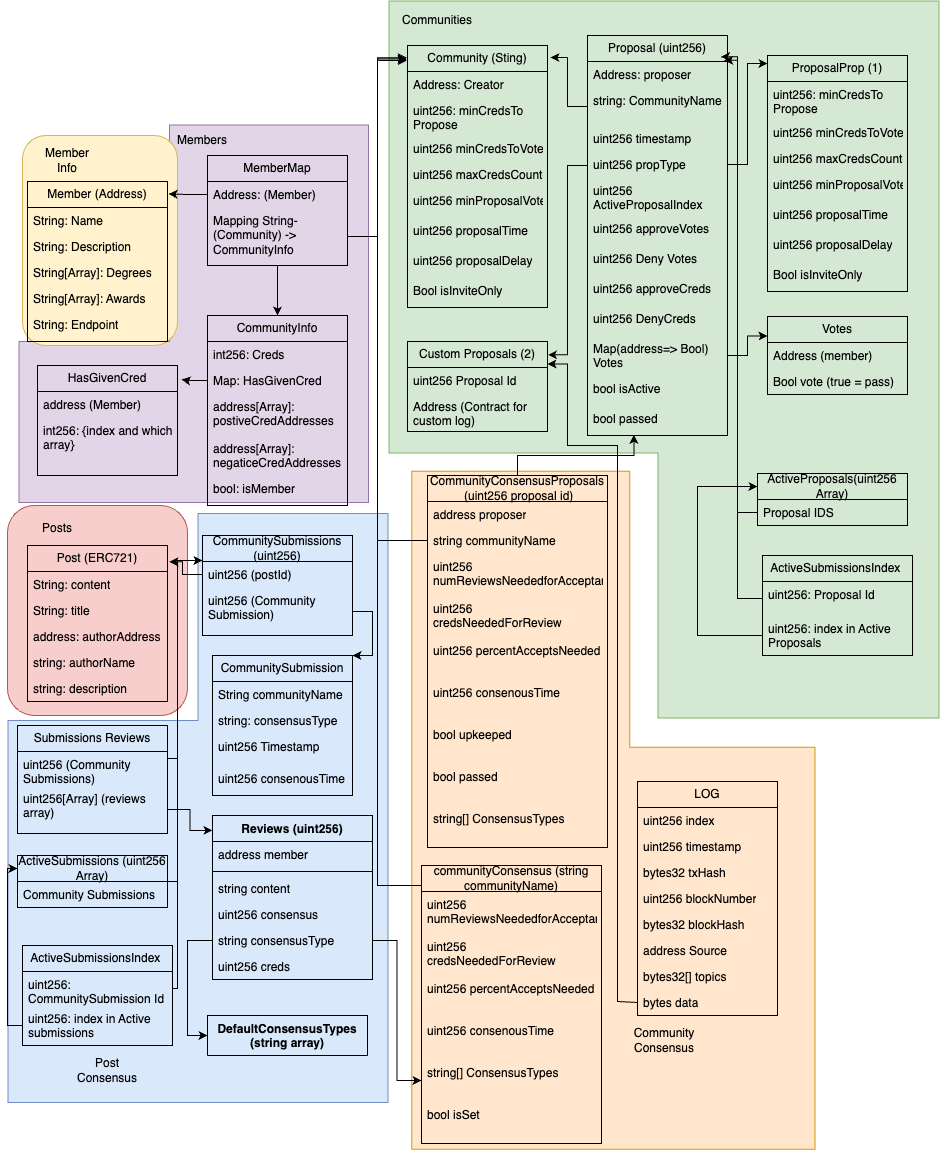 Communities
Community (Sting)
Address: Creator
uint256: minCredsTo
Propose
uint256 minCredsToVote
uint256 maxCredsCount
uint256 minProposalVote
uint256 proposalTime
uint256 proposalDelay
Bool isInviteOnly
Proposal (uint256)
Address: proposer
string: CommunityName
uint256 timestamp
uint256 propType
uint256
ActiveProposalIndex
uint256 approveVotes
uint256 Deny Votes
uint256 approveCreds
uint256 DenyCreds
Map(address=> Bool)
Votes
bool isActive
bool passed
ProposalProp (1)
uint256: minCredsTo
Propose
uint256 minCredsToVote
uint256 maxCredsCount
uint256 minProposalVote
uint256 proposalTime
uint256 proposalDelay
Bool isInviteOnly
Custom Proposals (2)
uint256 Proposal Id
Address (Contract for
custom log)
Votes
Address (member)
Bool vote (true = pass)
ActiveProposals(uint256
Array)
Proposal IDS
ActiveSubmissionsIndex
uint256: Proposal Id
uint256: index in Active
Proposals
Members
MemberMap
Address: (Member)
Mapping String-
(Community) ->
CommunityInfo
Member
Info
Member (Address)
String: Name
String: Description
String[Array]: Degrees
String[Array]: Awards
String: Endpoint
CommunityInfo
int256: Creds
Map: HasGivenCred
address[Array]:
postiveCredAddresses
address[Array]:
negaticeCredAddresses
bool: isMember
HasGivenCred
address (Member)
int256: {index and which
array}
Posts
Post (ERC721)
String: content
String: title
address: authorAddress
string: authorName
string: description
CommunitySubmissions
(uint256)
uint256 (postId)
uint256 (Community
Submission)
CommunitySubmission
String communityName
string: consensusType
uint256 Timestamp
uint256 consenousTime
Submissions Reviews
uint256 (Community
Submissions)
uint256[Array] (reviews
array)
Reviews (uint256)
address member
string content
uint256 consensus
string consensusType
uint256 creds
ActiveSubmissions (uint256
Array)
Community Submissions
ActiveSubmissionsIndex
uint256:
CommunitySubmission Id
uint256: index in Active
submissions
DefaultConsensusTypes
(string array)
Post
Consensus
CommunityConsensusProposals
(uint256 proposal id)
address proposer
string communityName
uint256
numReviewsNeededforAcceptar
uint256
credsNeededForReview
uint256 percentAcceptsNeeded
uint256 consenousTime
bool upkeeped
bool passed
string[] ConsensusTypes
communityConsensus (string
communityName)
uint256
numReviewsNeededforAcceptar
uint256
credsNeededForReview
uint256 percentAcceptsNeeded
uint256 consenousTime
string[] ConsensusTypes
bool isSet
LOG
uint256 index
uint256 timestamp
bytes32 txHash
uint256 blockNumber
bytes32 blockHash
address Source
bytes32[] topics
bytes data
Community
Consensus